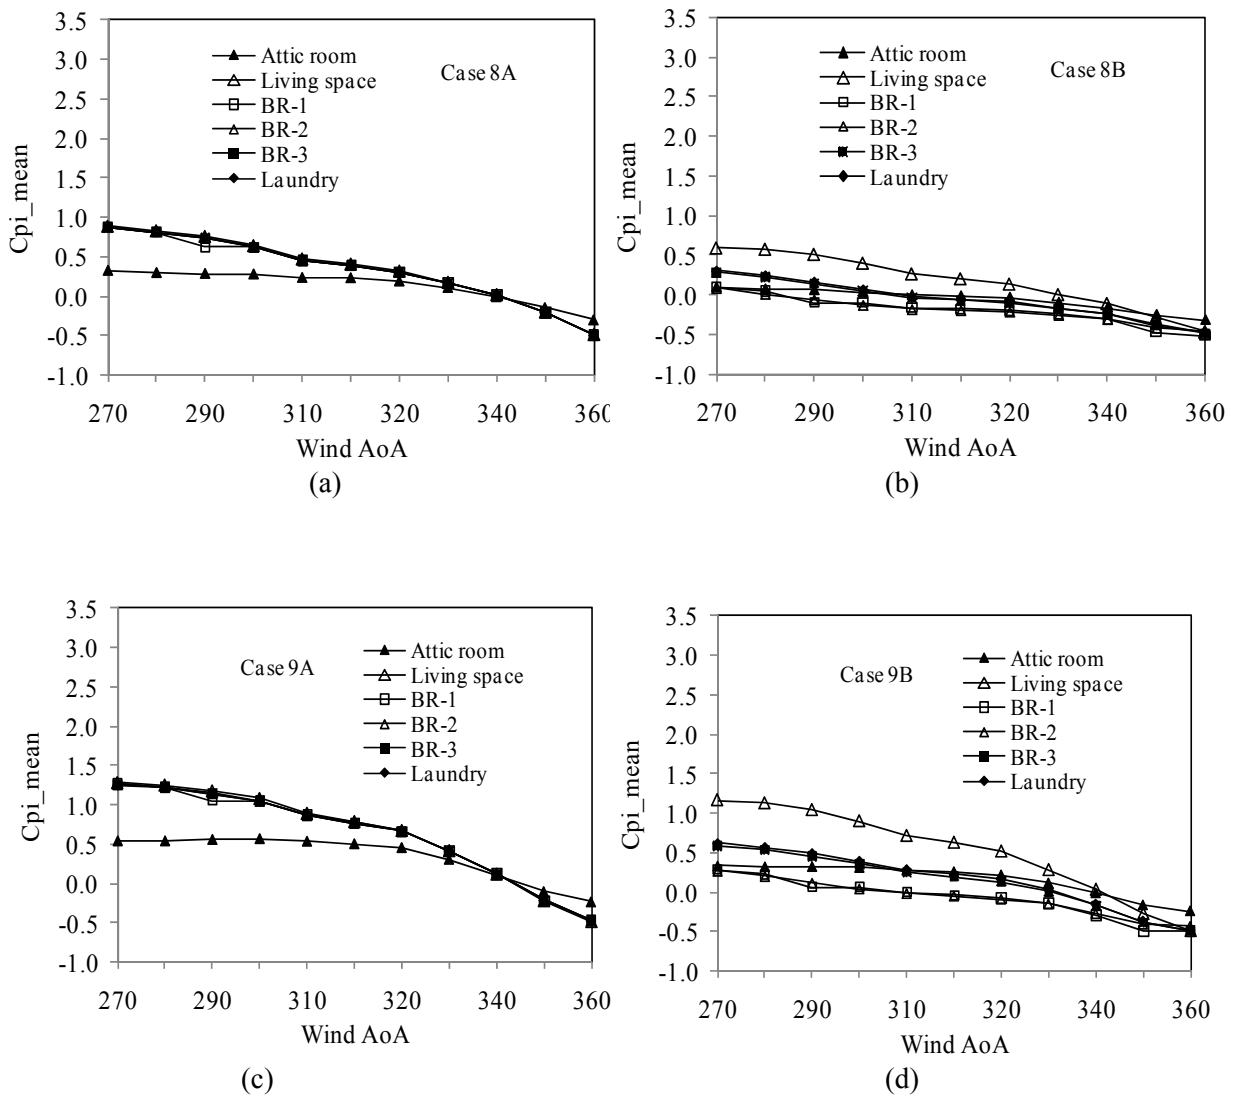 3.5
3.0
2.5
2.0
1.5
1.0
0.5
0.0
-0.5
-1.0
Cpi_mean
Attic room
Living space
BR-1
BR-2
BR-3
Laundry
Case 8A
270 290 310 320 340 360
Wind AoA
(a)
3.5
3.0
2.5
2.0
1.5
1.0
0.5
0.0
-0.5
-1.0
Cpi_mean
Attic room
Living space
BR-1
BR-2
BR-3
Laundry
Case 8B
270 290 310 320 340 360
Wind AoA
(b)
3.5
3.0
2.5
2.0
1.5
1.0
0.5
0.0
-0.5
-1.0
Cpi_mean
Case 9A
Attic room
Living space
BR-1
BR-2
BR-3
Laundry
270 290 310 320 340 360
Wind AoA
(c)
3.5
3.0
2.5
2.0
1.5
1.0
0.5
0.0
-0.5
-1.0
Cpi_mean
Case 9B
Attic room
Living space
BR-1
BR-2
BR-3
Laundry
270 290 310 320 340 360
Wind AoA
(d)